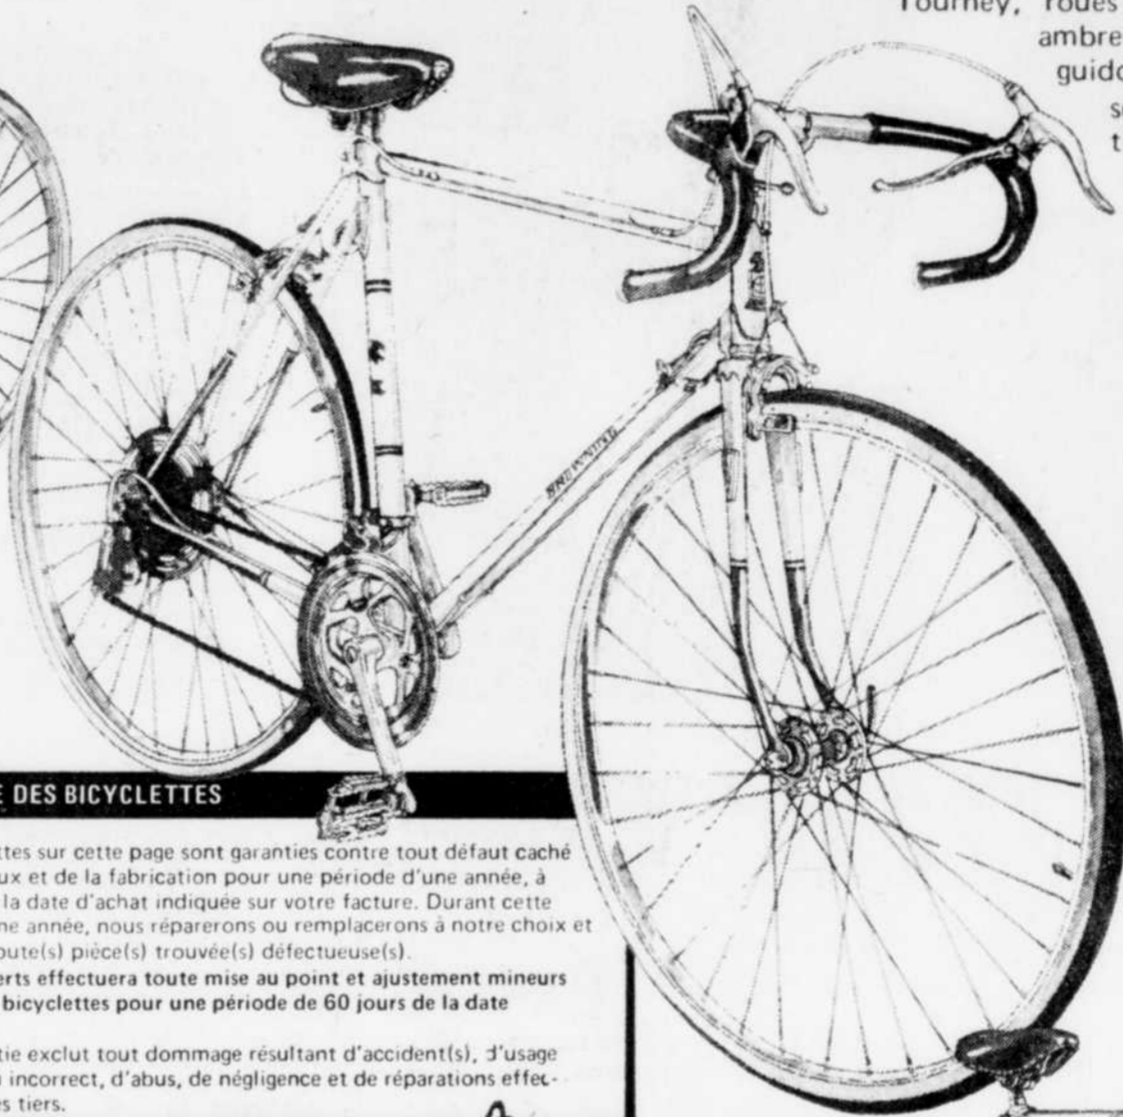 Tourney, roues
ambre
guido
BROWNING
E DES BICYCLETTES
ttes sur cette page sont garanties contre tout défaut caché
ux et de la fabrication pour une période d'une année, à
la date d'achat indiquée sur votre facture. Durant cette
ne année, nous réparerons ou remplacerons à notre choix et
oute(s) pièce(s) trouvée(s) défectueuse(s).
erts effectuera toute mise au point et ajustement mineurs
bicyclettes pour une période de 60 jours de la date
tie exclut tout dommage résultant d'accident(s), d'usage
incorrect, d'abus, de négligence et de réparations effec-
es tiers.